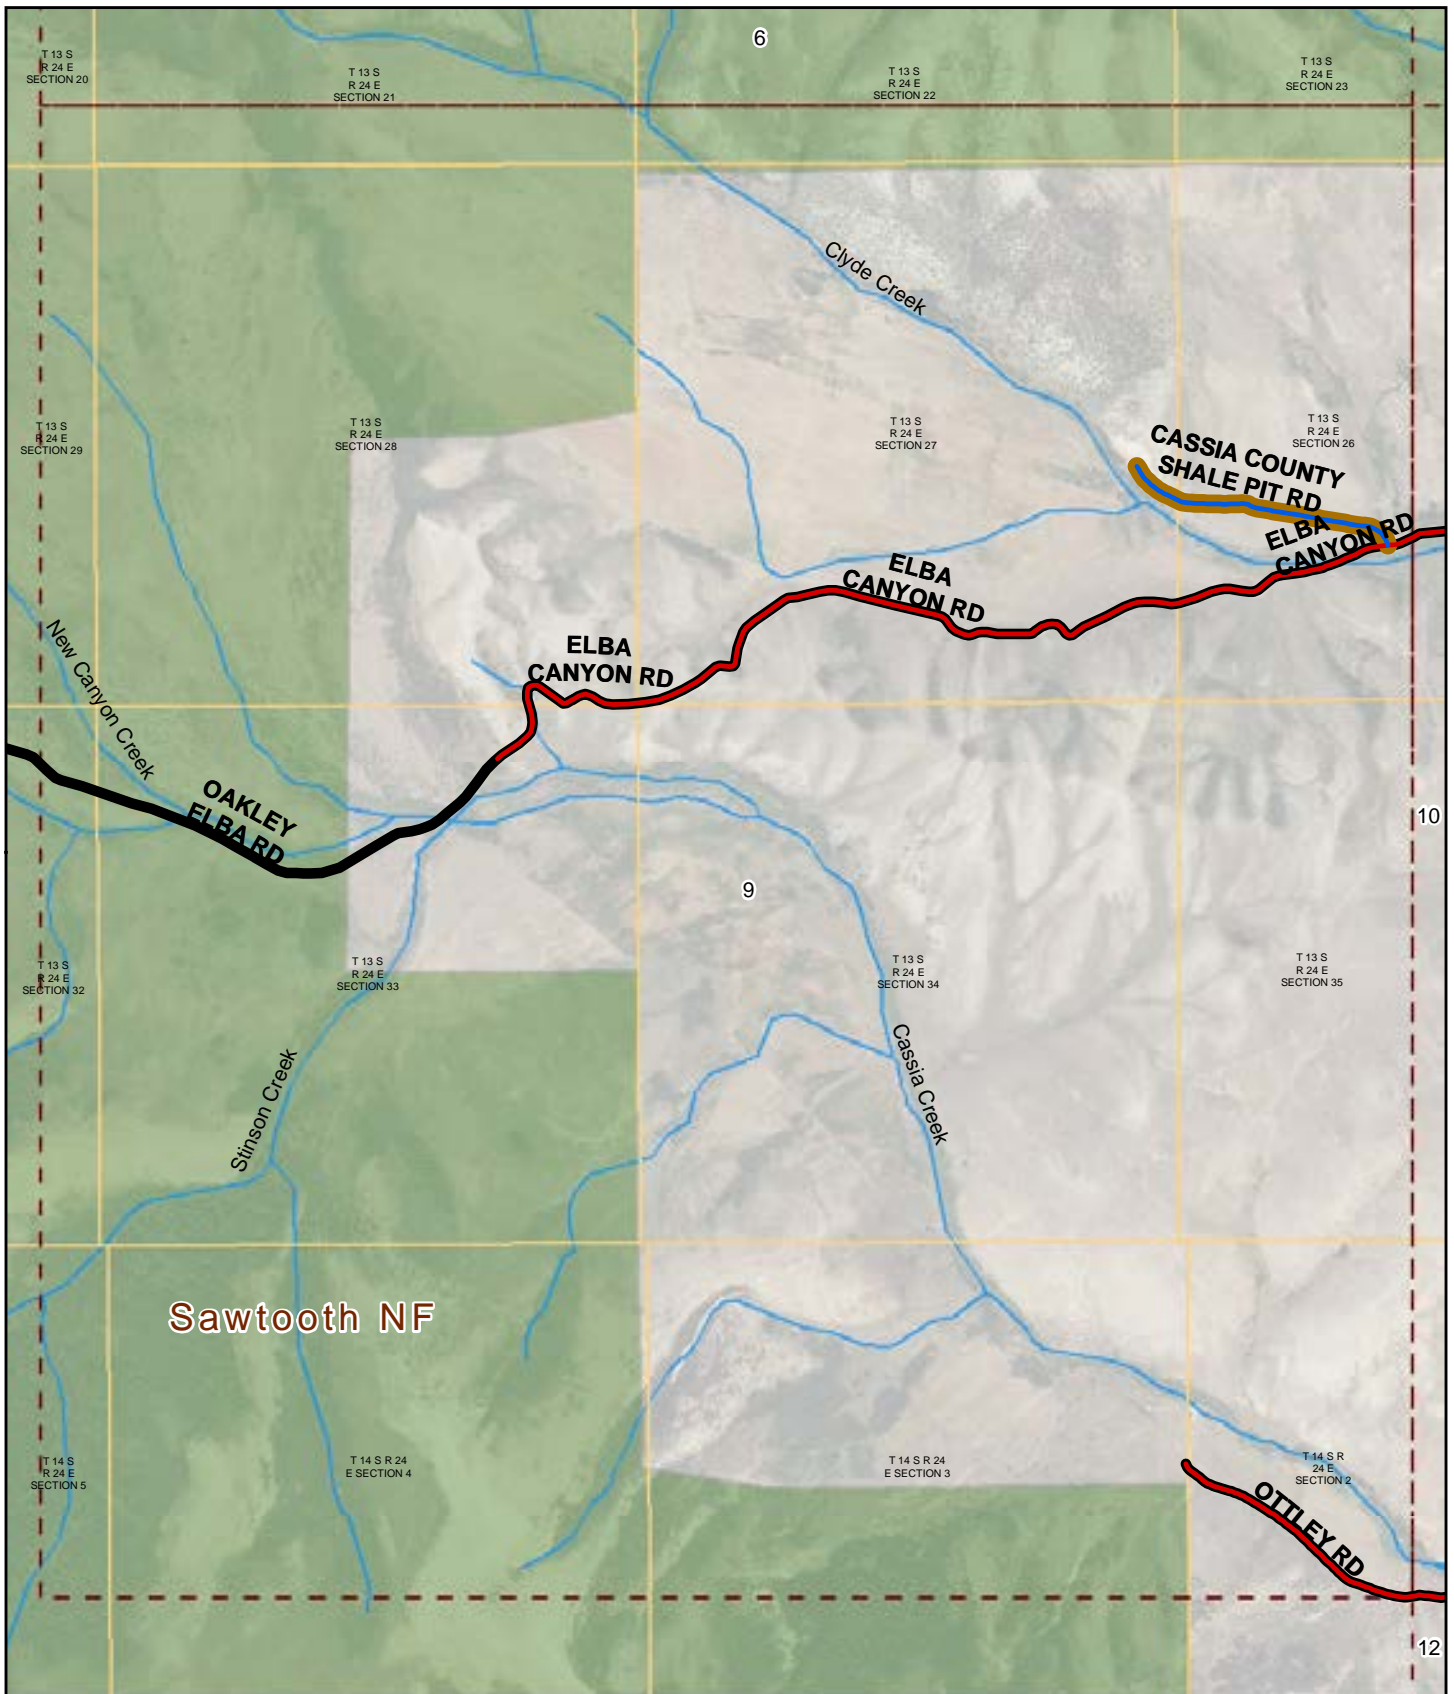 6
T 13 S
R 24 E
SECTION 20
T 13 S
R 24 E
SECTION 21
T 13 S
R 24 E
SECTION 22
T 13 S
R 24 E
SECTION 23
Clyde Creek
T 13 S
R 24 E
SECTION 29
T 13 S
R 24 E
SECTION 28
T 13 S
R 24 E
SECTION 27
T 13 S
R 24 E
SECTION 26
CASSIA COUNTY
SHALE PIT RD
ELBA
CANYON RD
ELBA
CANYON RD
ELBA
CANYON RD
New Canyon Creek
OAKLEY
ELBA RD
10
9
T 13 S
R 24 E
SECTION 32
T 13 S
R 24 E
SECTION 33
T 13 S
R 24 E
SECTION 34
T 13 S
R 24 E
SECTION 35
Stinson Creek
Cassia Creek
Sawtooth NF
T 14 S
R 24 E
SECTION 5
T 14 S R 24
E SECTION 4
T 14 S R 24
E SECTION 3
T 14 S R
24 E
SECTION 2
OTTLEY RD
12